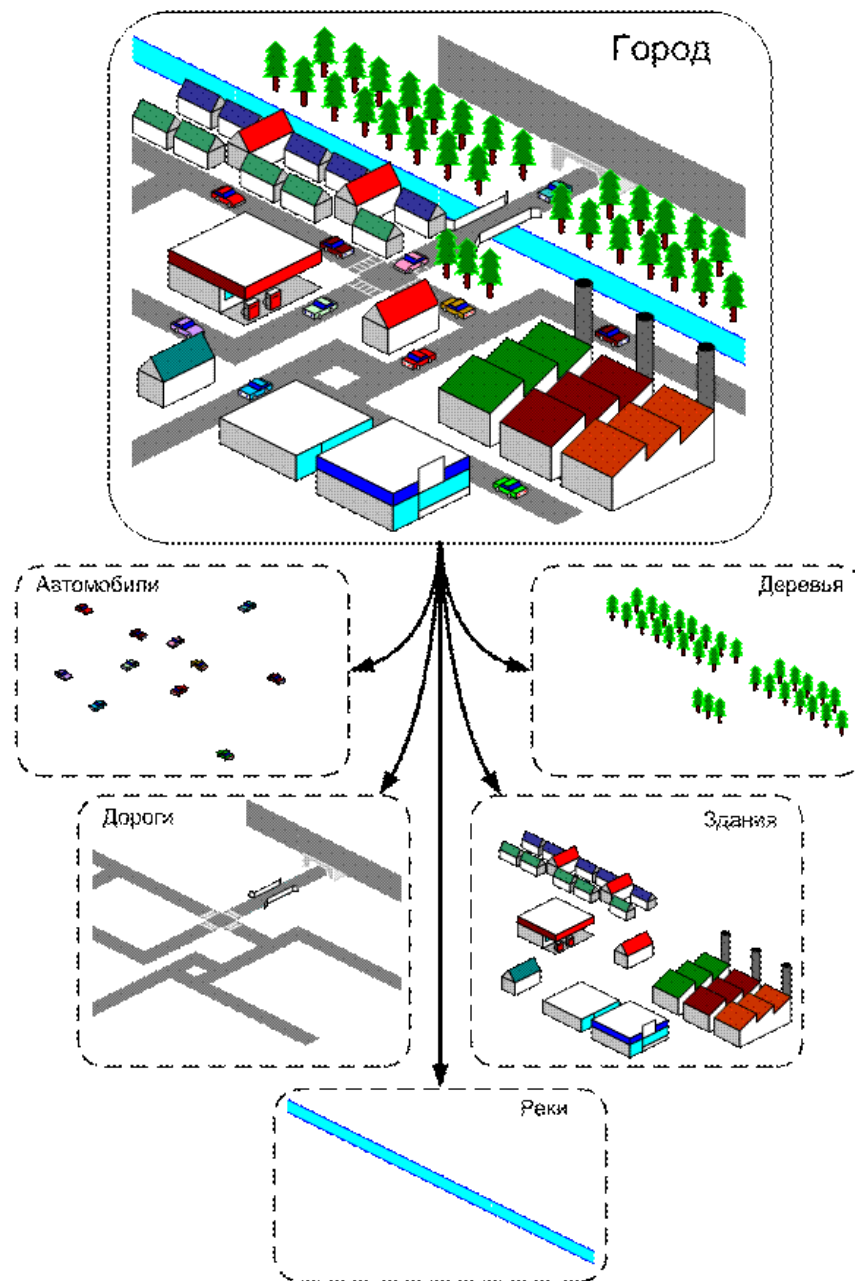 Город
Автомобили
Деревья
Дороги
Здания
Реки